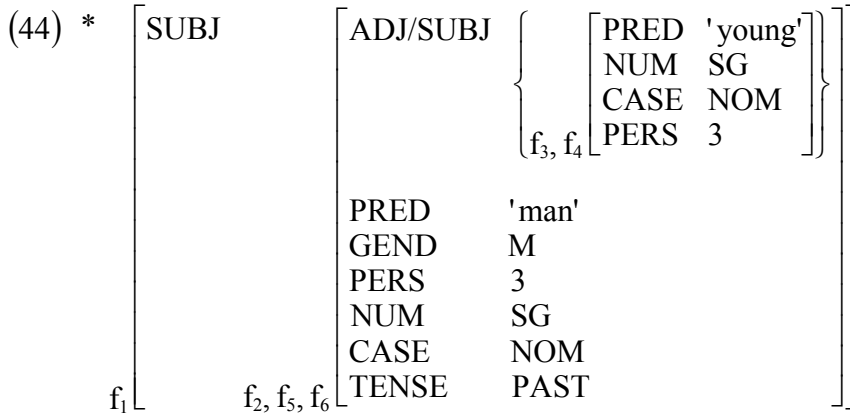 (44) * SUBJ ADJ/SUBJ PRED 'young'
NUM SG
CASE NOM
f3, f4 PERS 3
PRED 'man'
GEND M
PERS 3
NUM SG
CASE NOM
f1 f2, f5, f6 TENSE PAST